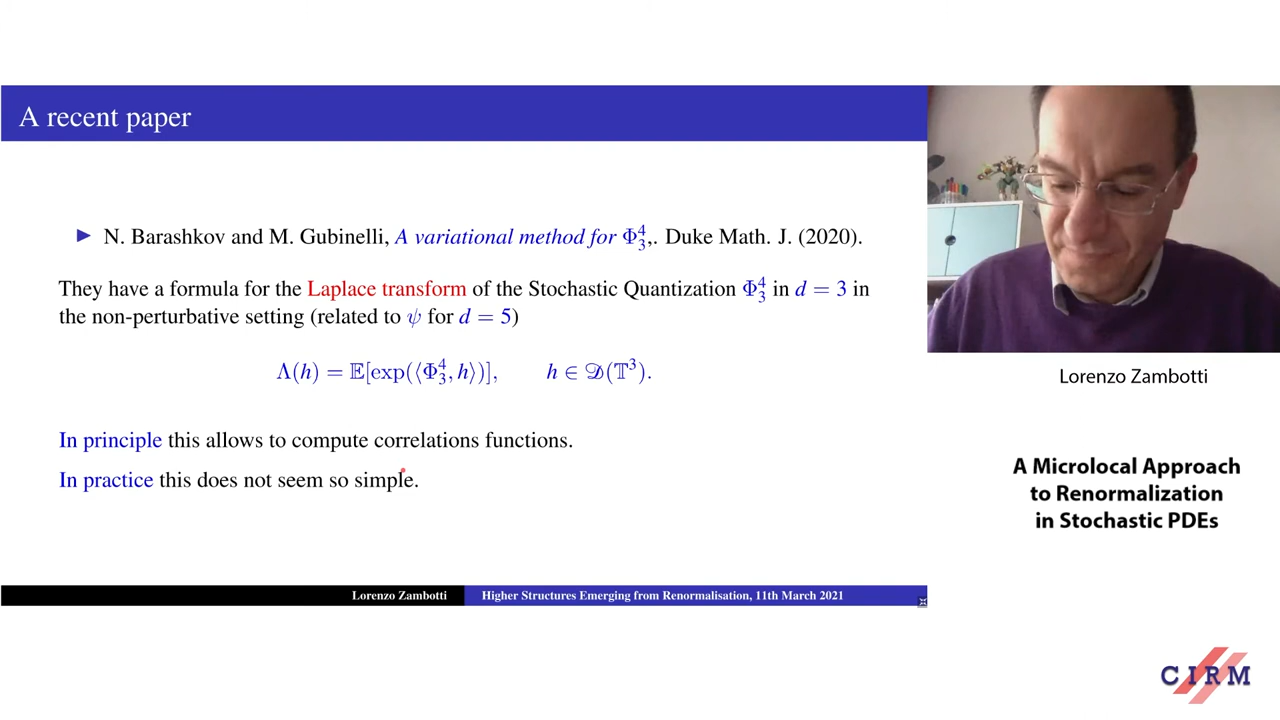 A recent paper
▶ N. Barashkov and M. Gubinelli, A variational method for Φ⁴₃,. Duke Math. J. (2020).
They have a formula for the Laplace transform of the Stochastic Quantization Φ⁴₃ in d = 3 in
the non-perturbative setting (related to ψ for d = 5)
Λ(h) = 𝔼[exp(⟨Φ⁴₃, h⟩)], h ∈ 𝒟(𝕋³).
In principle this allows to compute correlations functions.
In practice this does not seem so simple.
Lorenzo Zambotti Higher Structures Emerging from Renormalisation, 11th March 2021
Lorenzo Zambotti
A Microlocal Approach
to Renormalization
in Stochastic PDEs
CIRM